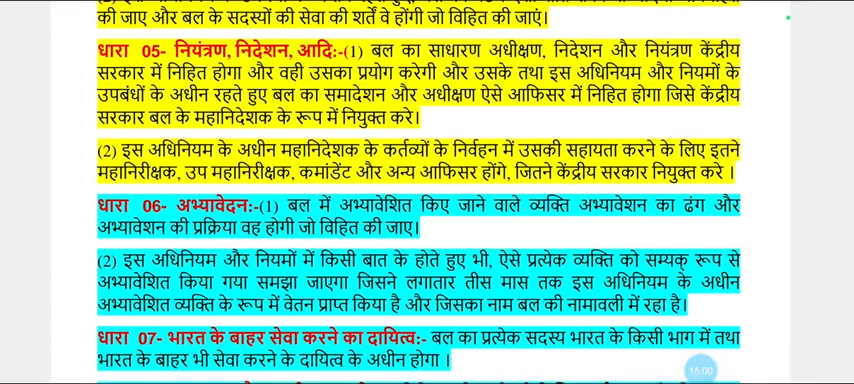 की जाए और बल के सदस्यों की सेवा की शर्तें वे होंगी जो विहित की जाएं।
धारा 05- नियंत्रण, निदेशन, आदि:-(1) बल का साधारण अधीक्षण, निदेशन और नियंत्रण केंद्रीय
सरकार में निहित होगा और वही उसका प्रयोग करेगी और उसके तथा इस अधिनियम और नियमों के
उपबंधों के अधीन रहते हुए बल का समादेशन और अधीक्षण ऐसे आफिसर में निहित होगा जिसे केंद्रीय
सरकार बल के महानिदेशक के रूप में नियुक्त करे।
(2) इस अधिनियम के अधीन महानिदेशक के कर्तव्यों के निर्वहन में उसकी सहायता करने के लिए इतने
महानिरीक्षक, उप महानिरीक्षक, कमांडेंट और अन्य आफिसर होंगे, जितने केंद्रीय सरकार नियुक्त करे ।
धारा 06- अभ्यावेदन:-(1) बल में अभ्यावेशित किए जाने वाले व्यक्ति अभ्यावेशन का ढंग और
अभ्यावेशन की प्रक्रिया वह होगी जो विहित की जाए।
(2) इस अधिनियम और नियमों में किसी बात के होते हुए भी, ऐसे प्रत्येक व्यक्ति को सम्यक् रूप से
अभ्यावेशित किया गया समझा जाएगा जिसने लगातार तीस मास तक इस अधिनियम के अधीन
अभ्यावेशित व्यक्ति के रूप में वेतन प्राप्त किया है और जिसका नाम बल की नामावली में रहा है।
धारा 07- भारत के बाहर सेवा करने का दायित्व:- बल का प्रत्येक सदस्य भारत के किसी भाग में तथा
भारत के बाहर भी सेवा करने के दायित्व के अधीन होगा ।
16:00